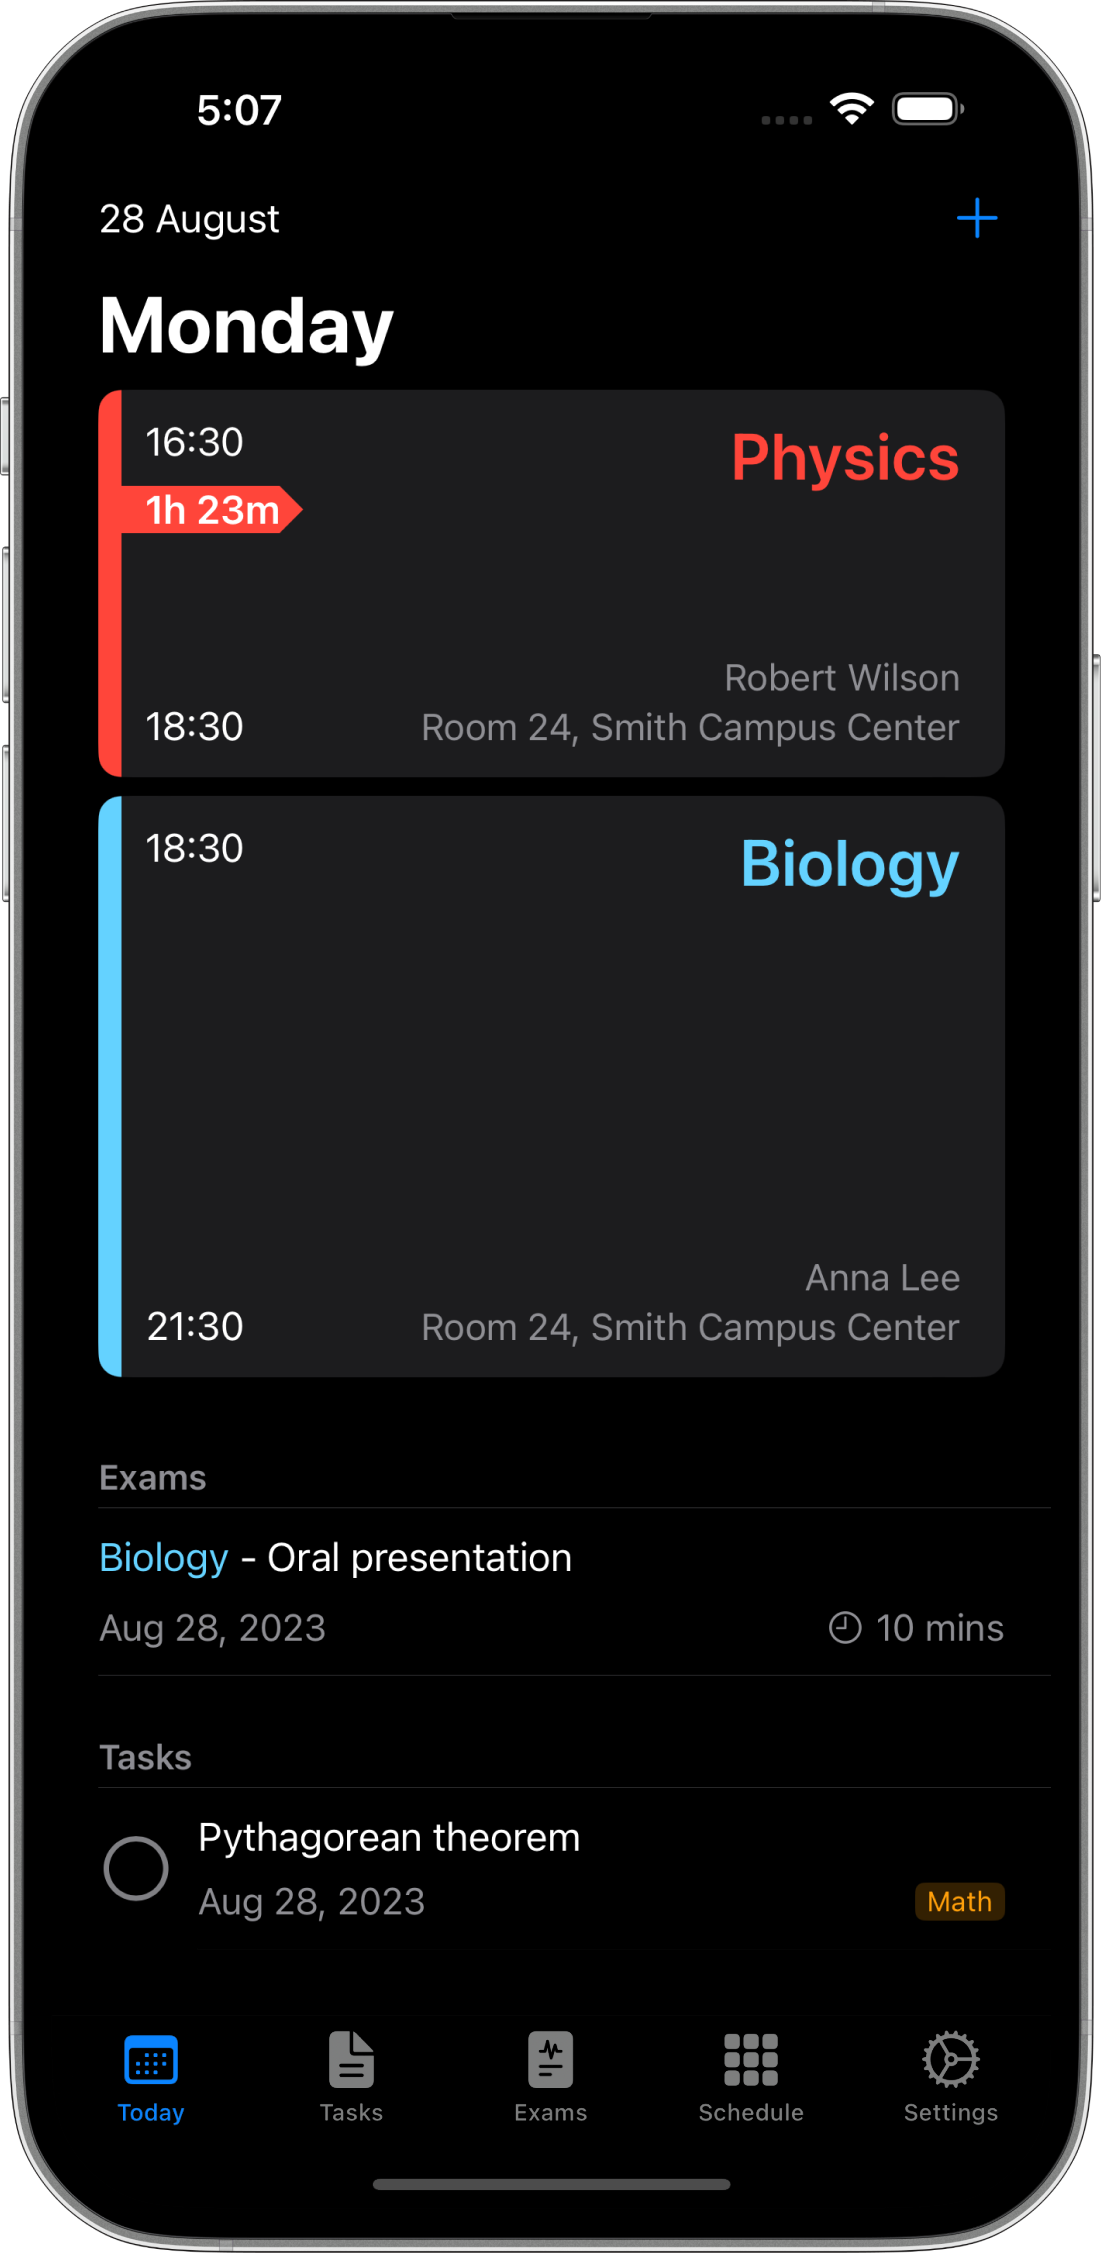 5:07
28 August
Monday
16:30
Physics
1h 23m
Robert Wilson
18:30
Room 24, Smith Campus Center
18:30
Biology
Anna Lee
21:30
Room 24, Smith Campus Center
Exams
Biology - Oral presentation
Aug 28, 2023
10 mins
Tasks
Pythagorean theorem
Aug 28, 2023
Math
Today
Tasks
Exams
Schedule
Settings